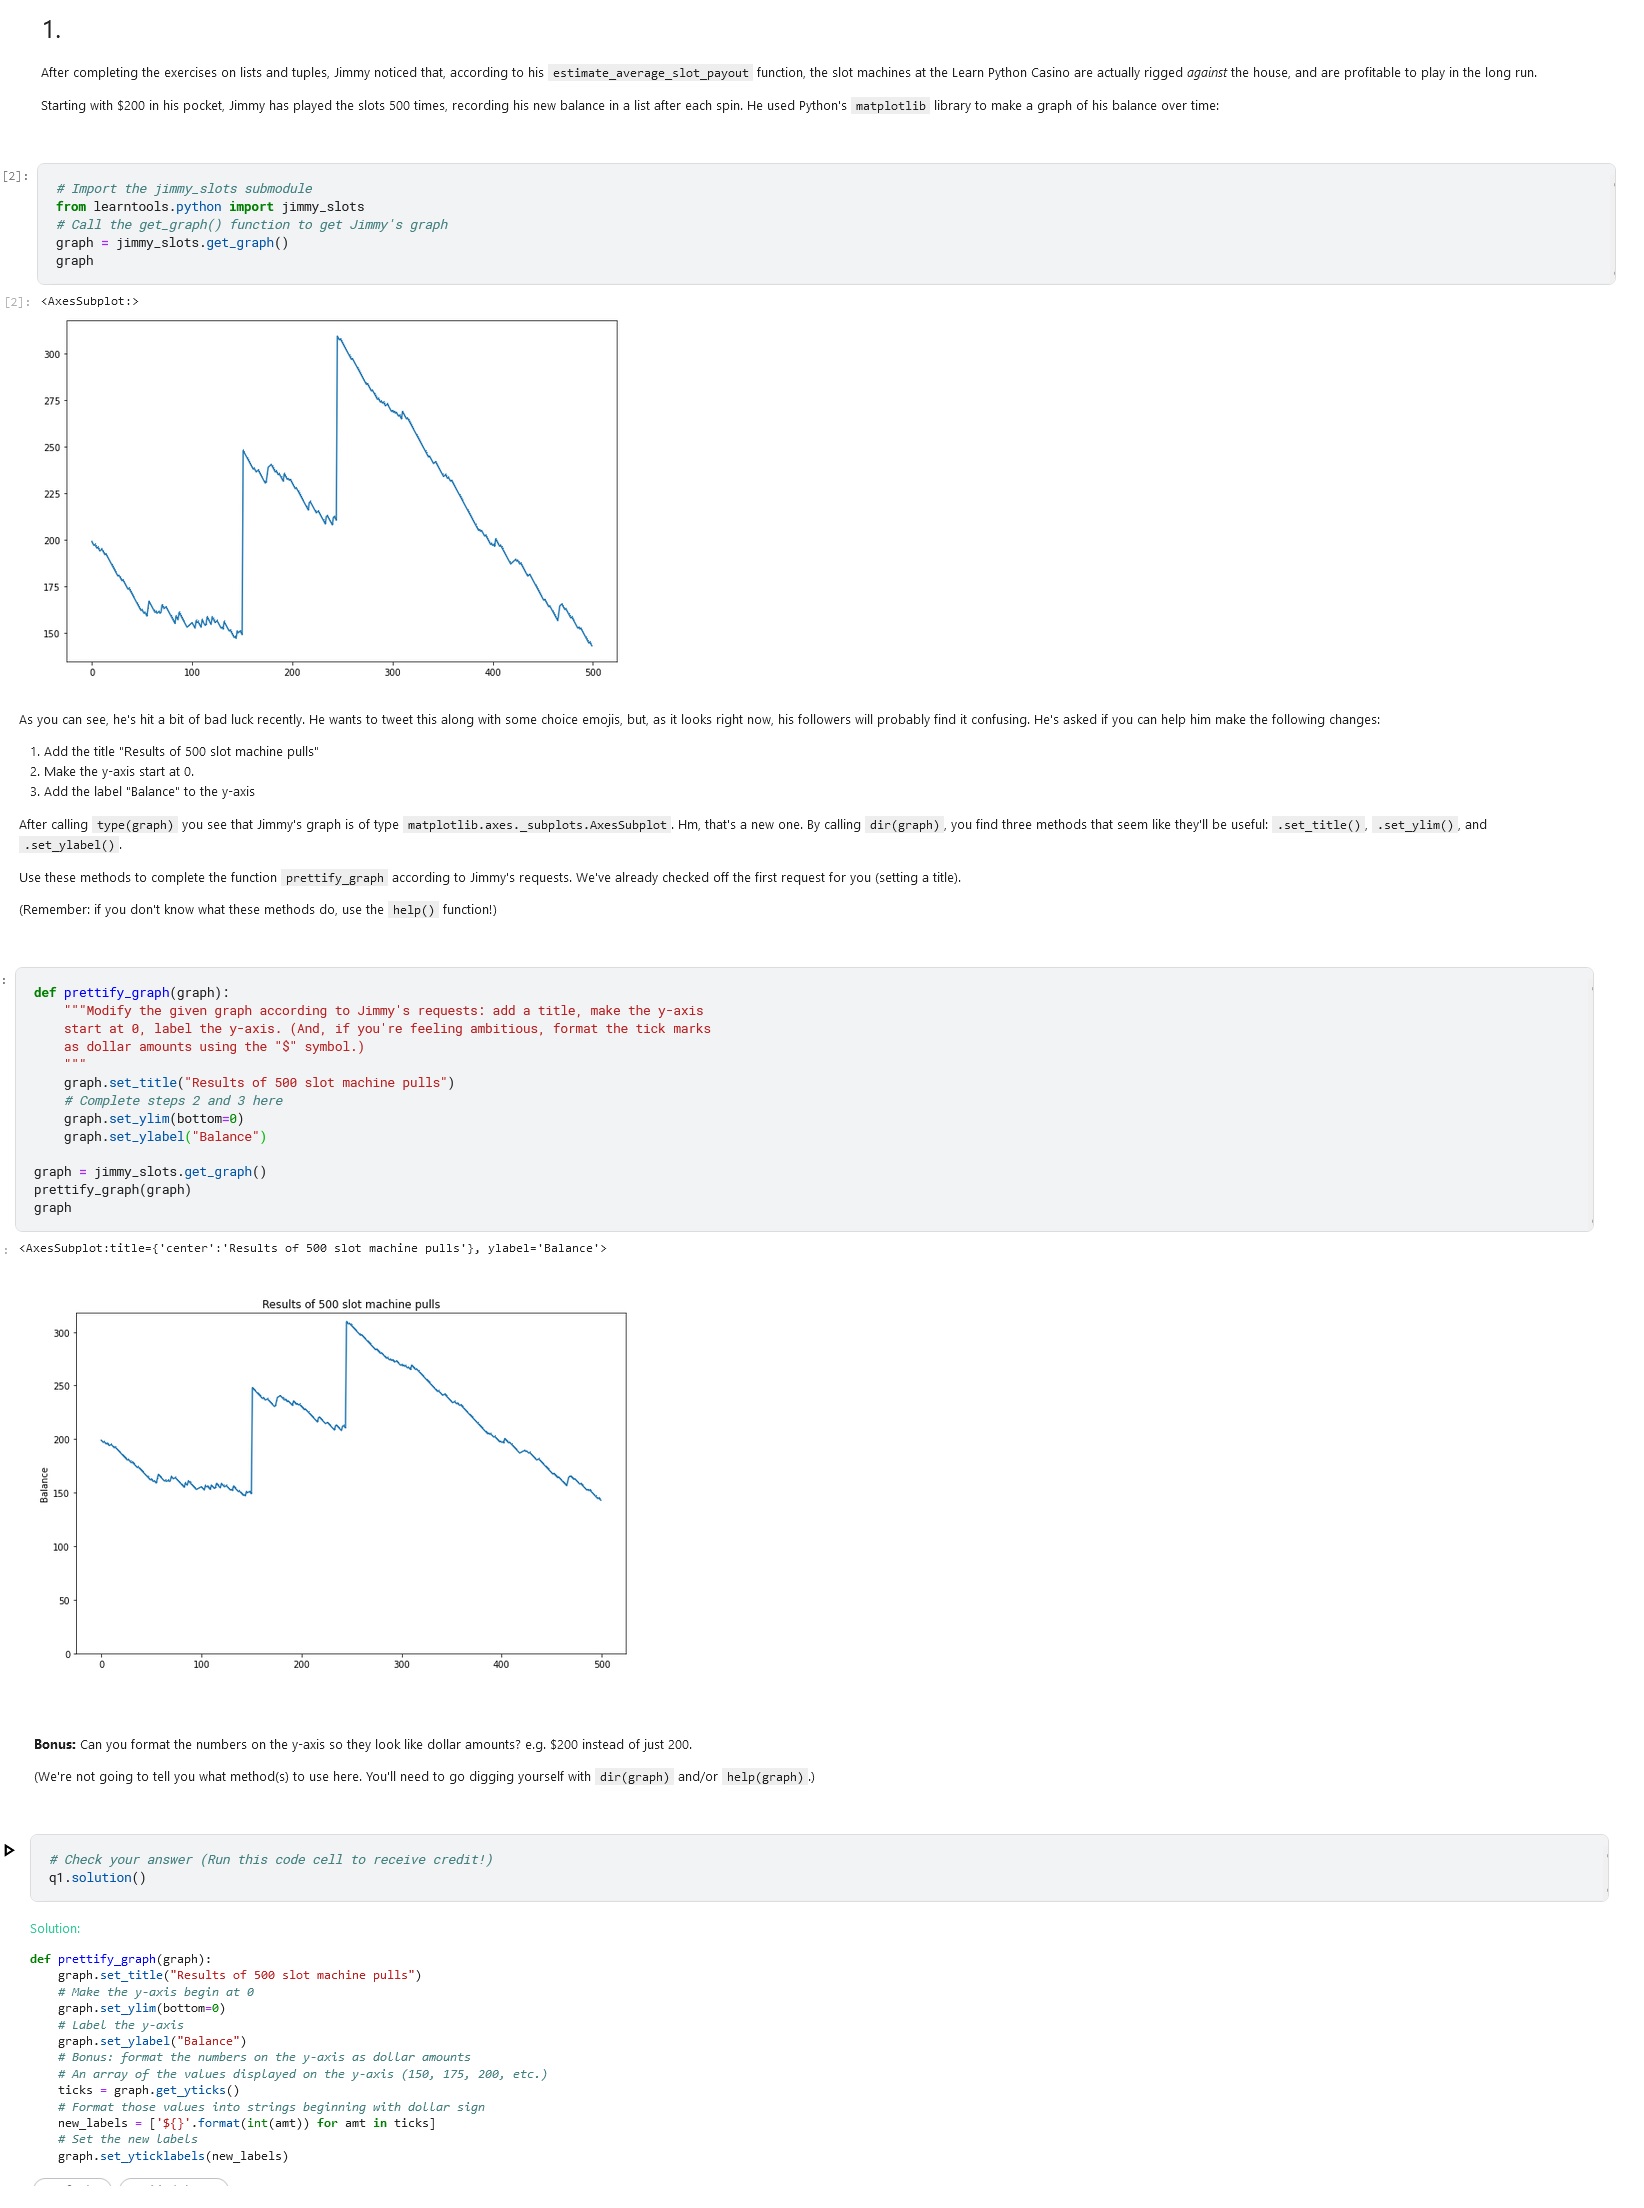 1.
After completing the exercises on lists and tuples, Jimmy noticed that, according to his estimate_average_slot_payout function, the slot machines at the Learn Python Casino are actually rigged against the house, and are profitable to play in the long run.
Starting with $200 in his pocket, Jimmy has played the slots 500 times, recording his new balance in a list after each spin. He used Python's matplotlib library to make a graph of his balance over time:
[2]:
# Import the jimmy_slots submodule
from learntools.python import jimmy_slots
# Call the get_graph() function to get Jimmy's graph
graph = jimmy_slots.get_graph()
graph
[2]: <AxesSubplot:>
300
275
250
225
200
175
150
0 100 200 300 400 500
As you can see, he's hit a bit of bad luck recently. He wants to tweet this along with some choice emojis, but, as it looks right now, his followers will probably find it confusing. He's asked if you can help him make the following changes:
1. Add the title "Results of 500 slot machine pulls"
2. Make the y-axis start at 0.
3. Add the label "Balance" to the y-axis
After calling type(graph) you see that Jimmy's graph is of type matplotlib.axes._subplots.AxesSubplot. Hm, that's a new one. By calling dir(graph), you find three methods that seem like they'll be useful: .set_title(), .set_ylim(), and
.set_ylabel().
Use these methods to complete the function prettify_graph according to Jimmy's requests. We've already checked off the first request for you (setting a title).
(Remember: if you don't know what these methods do, use the help() function!)
:
def prettify_graph(graph):
"""Modify the given graph according to Jimmy's requests: add a title, make the y-axis
start at 0, label the y-axis. (And, if you're feeling ambitious, format the tick marks
as dollar amounts using the "$" symbol.)
"""
graph.set_title("Results of 500 slot machine pulls")
# Complete steps 2 and 3 here
graph.set_ylim(bottom=0)
graph.set_ylabel("Balance")
graph = jimmy_slots.get_graph()
prettify_graph(graph)
graph
: <AxesSubplot:title={'center':'Results of 500 slot machine pulls'}, ylabel='Balance'>
Results of 500 slot machine pulls
300
250
200
Balance
150
100
50
0
0 100 200 300 400 500
Bonus: Can you format the numbers on the y-axis so they look like dollar amounts? e.g. $200 instead of just 200.
(We're not going to tell you what method(s) to use here. You'll need to go digging yourself with dir(graph) and/or help(graph).)
# Check your answer (Run this code cell to receive credit!)
q1.solution()
Solution:
def prettify_graph(graph):
graph.set_title("Results of 500 slot machine pulls")
# Make the y-axis begin at 0
graph.set_ylim(bottom=0)
# Label the y-axis
graph.set_ylabel("Balance")
# Bonus: format the numbers on the y-axis as dollar amounts
# An array of the values displayed on the y-axis (150, 175, 200, etc.)
ticks = graph.get_yticks()
# Format those values into strings beginning with dollar sign
new_labels = ['${}'.format(int(amt)) for amt in ticks]
# Set the new labels
graph.set_yticklabels(new_labels)